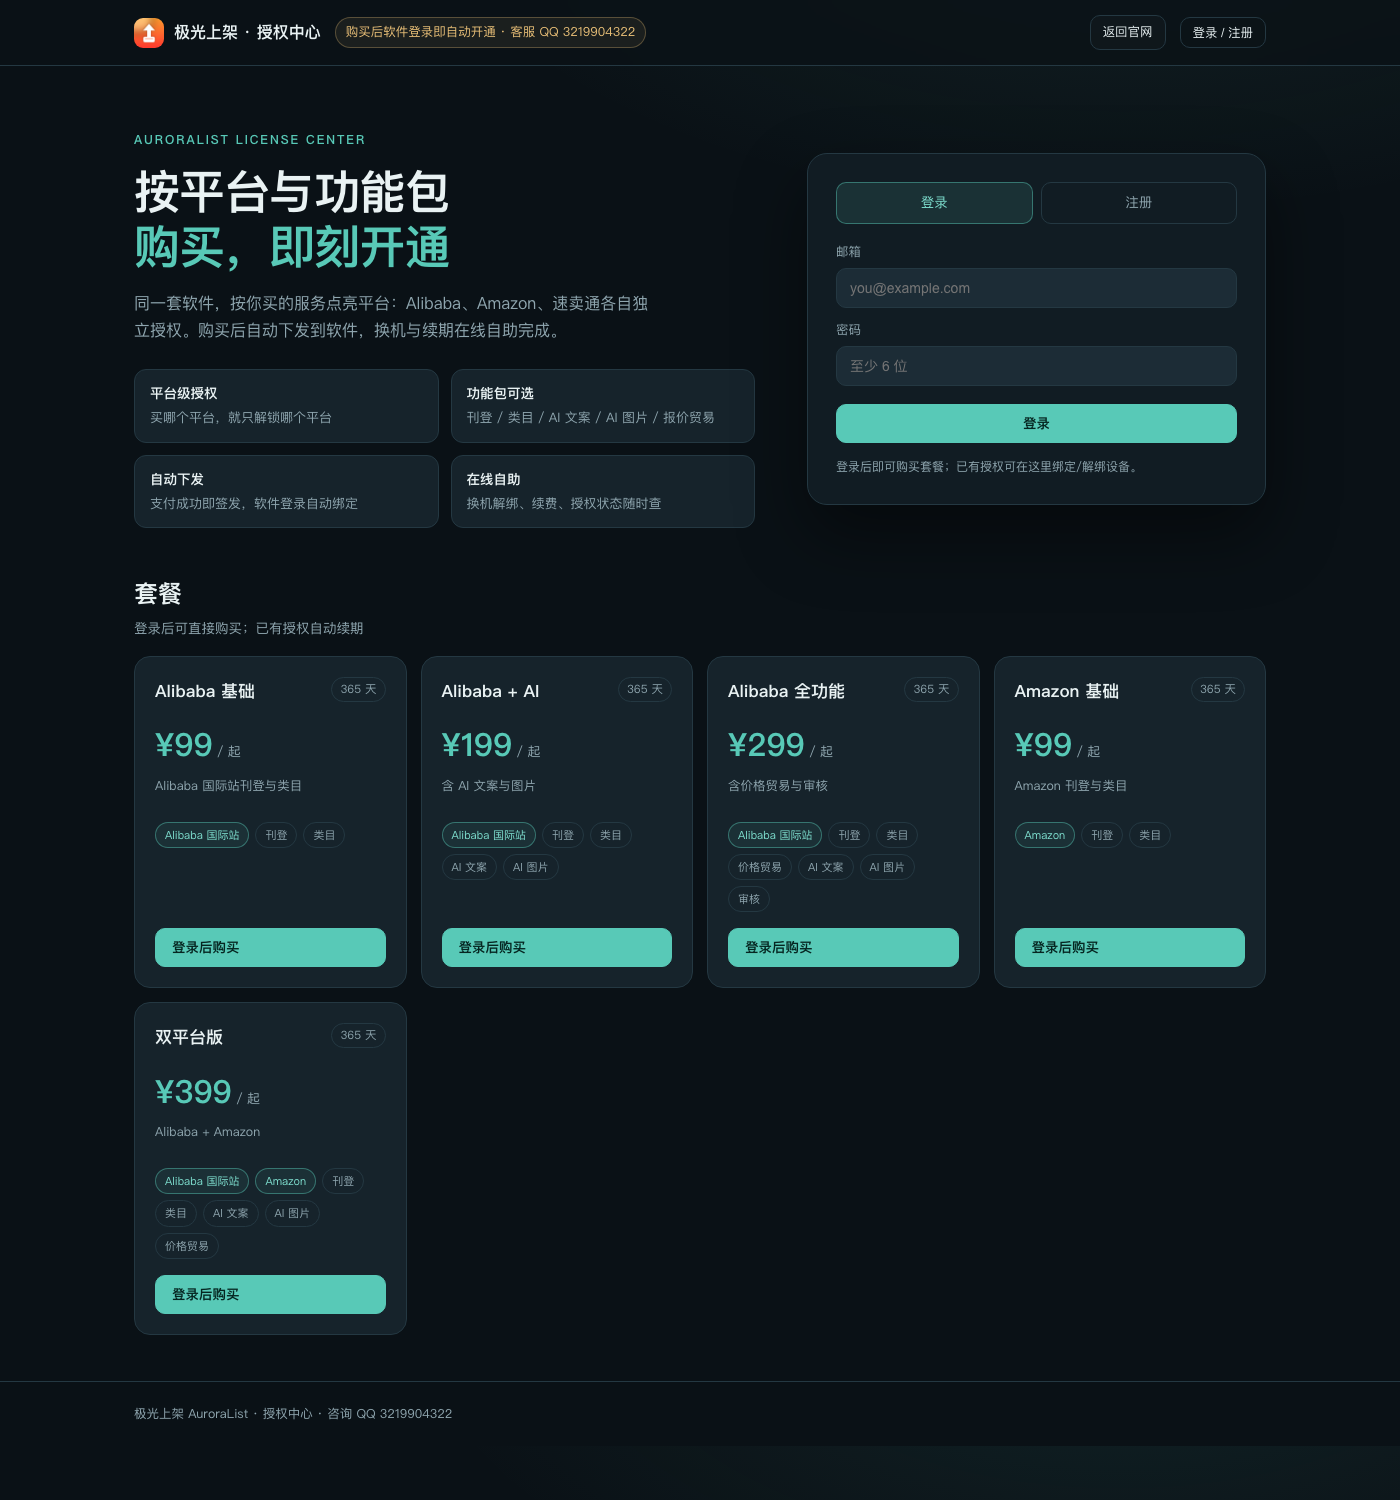 极光上架 · 授权中心
购买后软件登录即自动开通 · 客服 QQ 3219904322
返回官网
登录 / 注册
AURORALIST LICENSE CENTER
按平台与功能包
购买，即刻开通
同一套软件，按你买的服务点亮平台：Alibaba、Amazon、速卖通各自独
立授权。购买后自动下发到软件，换机与续期在线自助完成。
平台级授权
买哪个平台，就只解锁哪个平台
功能包可选
刊登 / 类目 / AI 文案 / AI 图片 / 报价贸易
自动下发
支付成功即签发，软件登录自动绑定
在线自助
换机解绑、续费、授权状态随时查
登录
注册
邮箱
you@example.com
密码
至少 6 位
登录
登录后即可购买套餐；已有授权可在这里绑定/解绑设备。
套餐
登录后可直接购买；已有授权自动续期
Alibaba 基础
365 天
¥99 / 起
Alibaba 国际站刊登与类目
Alibaba 国际站 刊登 类目
登录后购买
Alibaba + AI
365 天
¥199 / 起
含 AI 文案与图片
Alibaba 国际站 刊登 类目
AI 文案 AI 图片
登录后购买
Alibaba 全功能
365 天
¥299 / 起
含价格贸易与审核
Alibaba 国际站 刊登 类目
价格贸易 AI 文案 AI 图片
审核
登录后购买
Amazon 基础
365 天
¥99 / 起
Amazon 刊登与类目
Amazon 刊登 类目
登录后购买
双平台版
365 天
¥399 / 起
Alibaba + Amazon
Alibaba 国际站 Amazon 刊登
类目 AI 文案 AI 图片
价格贸易
登录后购买
极光上架 AuroraList · 授权中心 · 咨询 QQ 3219904322